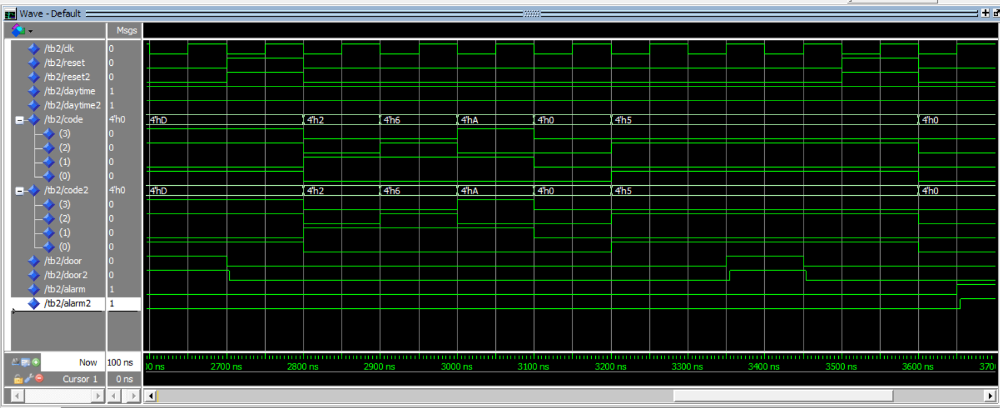 Wave - Default
Msgs
/tb2/clk 0
/tb2/reset 0
/tb2/reset2 0
/tb2/daytime 1
/tb2/daytime2 1
/tb2/code 4'h0 4'hD 4'h2 4'h6 4'hA 4'h0 4'h5 4'h0
(3) 0
(2) 0
(1) 0
(0) 0
/tb2/code2 4'h0 4'hD 4'h2 4'h6 4'hA 4'h0 4'h5 4'h0
(3) 0
(2) 0
(1) 0
(0) 0
/tb2/door 0
/tb2/door2 0
/tb2/alarm 1
/tb2/alarm2 1
Now 100 ns 2700 ns 2800 ns 2900 ns 3000 ns 3100 ns 3200 ns 3300 ns 3400 ns 3500 ns 3600 ns
Cursor 1 0 ns